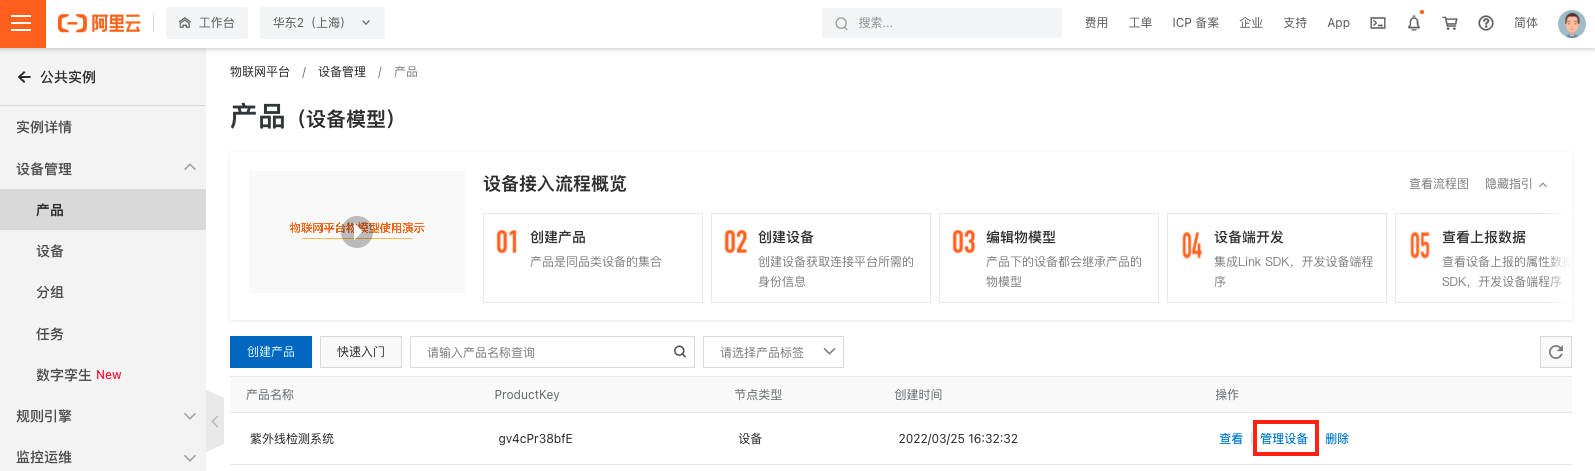 阿里云 工作台 华东2（上海） 搜索... 费用 工单 ICP 备案 企业 支持 App 简体
公共实例
实例详情
设备管理
产品
设备
分组
任务
数字孪生 New
规则引擎
监控运维
物联网平台 / 设备管理 / 产品
产品（设备模型）
物联网平台物模型使用演示
设备接入流程概览
查看流程图 隐藏指引
01 创建产品
产品是同品类设备的集合
02 创建设备
创建设备获取连接平台所需的
身份信息
03 编辑物模型
产品下的设备都会继承产品的
物模型
04 设备端开发
集成Link SDK，开发设备端程
序
05 查看上报数据
查看设备上报的属性数据
SDK，开发设备端程序
创建产品 快速入门 请输入产品名称查询 请选择产品标签
产品名称 ProductKey 节点类型 创建时间 操作
紫外线检测系统 gv4cPr38bfE 设备 2022/03/25 16:32:32 查看 管理设备 删除